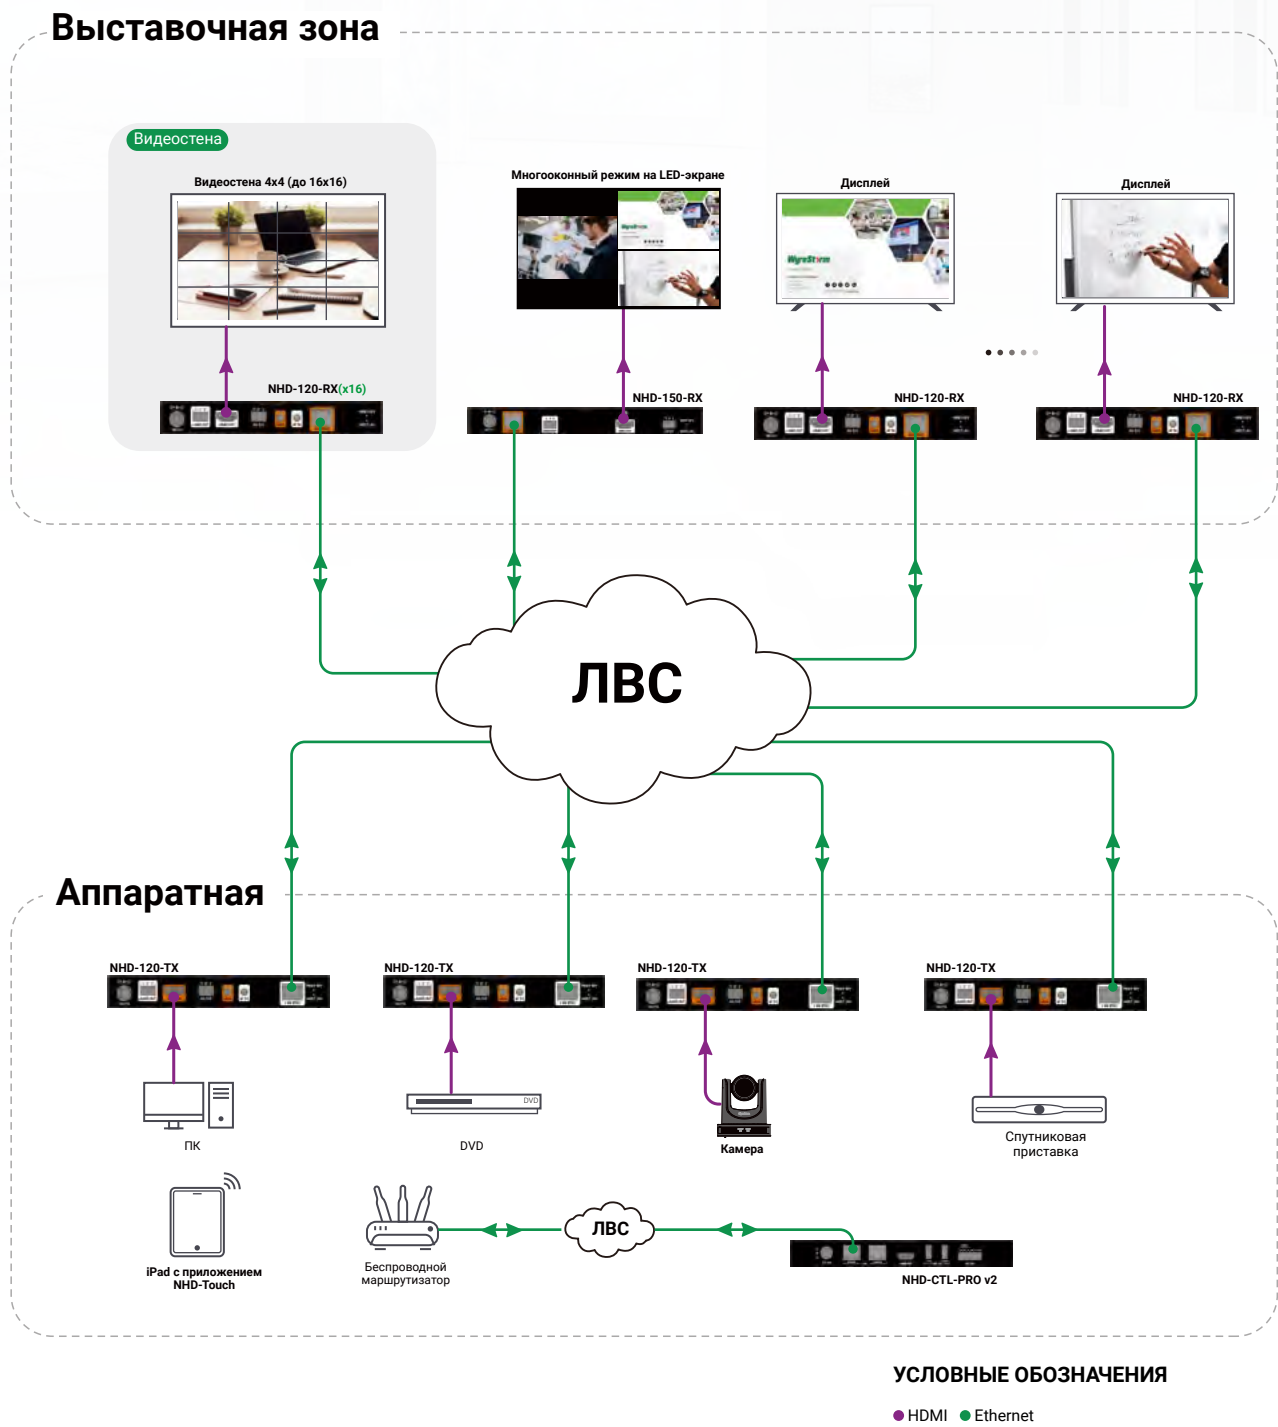 Выставочная зона
Видеостена
Видеостена 4x4 (до 16x16)
Многооконный режим на LED-экране
Дисплей
Дисплей
WyreStorm
WyreStorm
NHD-120-RX(x16)
NHD-150-RX
NHD-120-RX
NHD-120-RX
ЛВС
Аппаратная
NHD-120-TX
NHD-120-TX
NHD-120-TX
NHD-120-TX
DVD
ПК
DVD
Камера
Спутниковая
приставка
ЛВС
iPad с приложением
NHD-Touch
Беспроводной
маршрутизатор
NHD-CTL-PRO v2
УСЛОВНЫЕ ОБОЗНАЧЕНИЯ
HDMI Ethernet